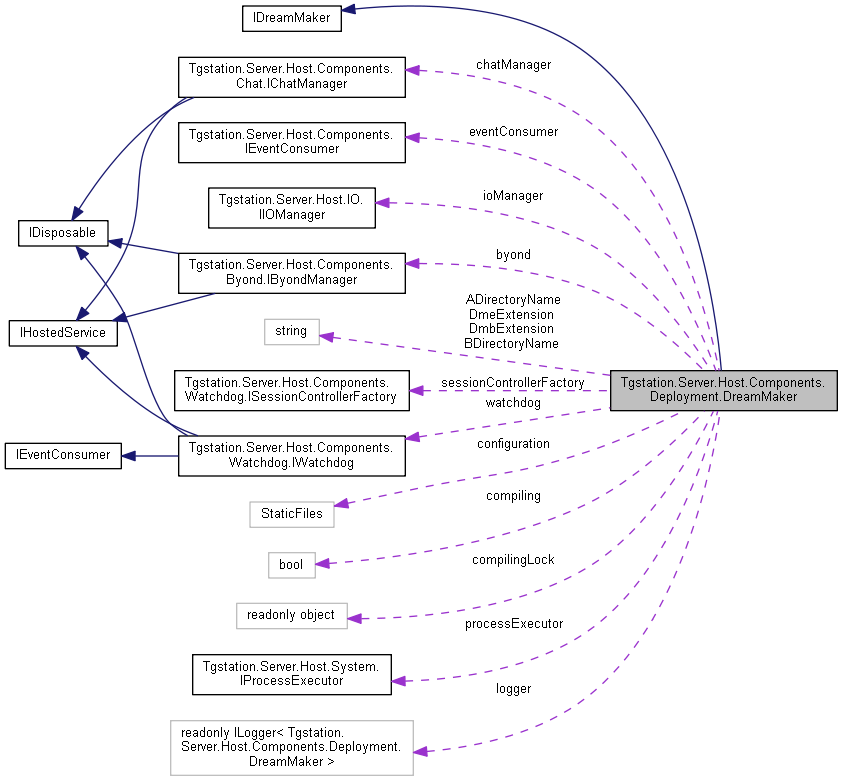 IDreamMaker
Tgstation.Server.Host.Components.
Chat.IChatManager
chatManager
Tgstation.Server.Host.Components.
IEventConsumer
eventConsumer
Tgstation.Server.Host.IO.
IIOManager
ioManager
IDisposable
Tgstation.Server.Host.Components.
Byond.IByondManager
byond
ADirectoryName
DmeExtension
DmbExtension
BDirectoryName
string
IHostedService
Tgstation.Server.Host.Components.
Watchdog.ISessionControllerFactory
sessionControllerFactory
Tgstation.Server.Host.Components.
Deployment.DreamMaker
watchdog
IEventConsumer
Tgstation.Server.Host.Components.
Watchdog.IWatchdog
configuration
StaticFiles
compiling
bool
compilingLock
readonly object
processExecutor
Tgstation.Server.Host.System.
IProcessExecutor
logger
readonly ILogger< Tgstation.
Server.Host.Components.Deployment.
DreamMaker >